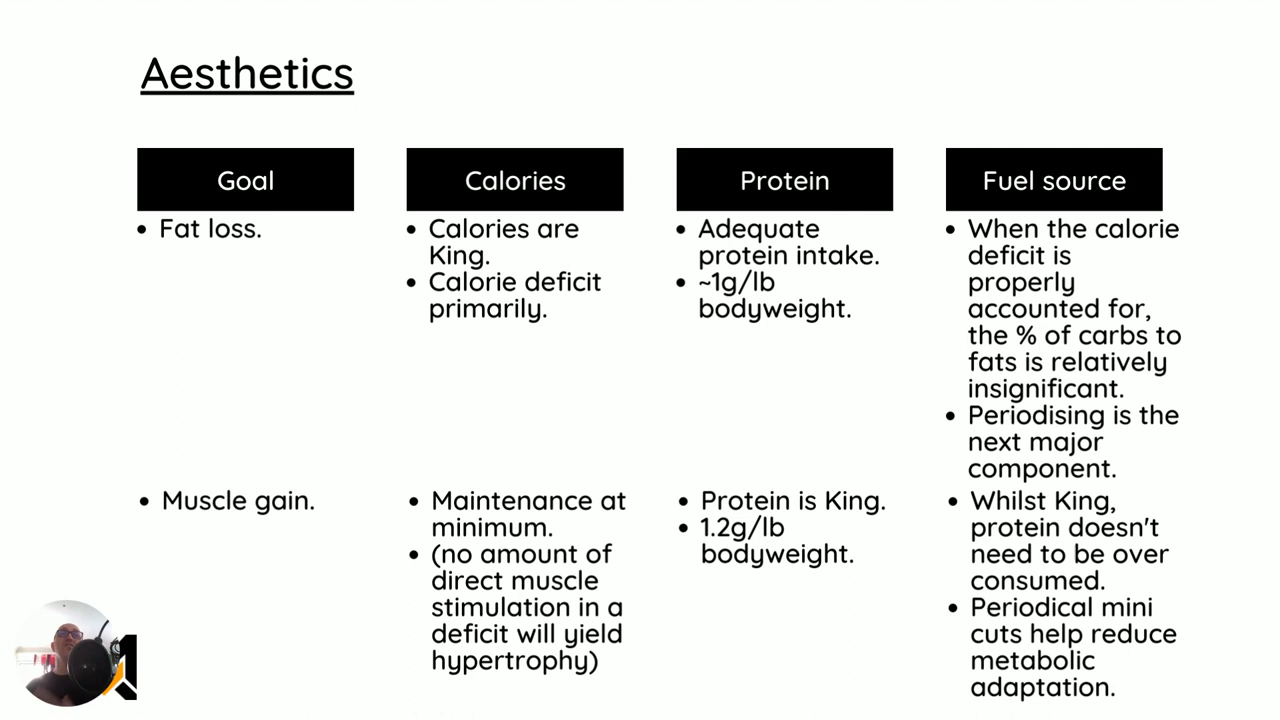 Aesthetics
Goal
Calories
Protein
Fuel source
• Fat loss.
• Calories are
King.
• Calorie deficit
primarily.
• Adequate
protein intake.
• ~1g/lb
bodyweight.
• When the calorie
deficit is
properly
accounted for,
the % of carbs to
fats is relatively
insignificant.
• Periodising is the
next major
component.
• Muscle gain.
• Maintenance at
minimum.
• (no amount of
direct muscle
stimulation in a
deficit will yield
hypertrophy)
• Protein is King.
• 1.2g/lb
bodyweight.
• Whilst King,
protein doesn't
need to be over
consumed.
• Periodical mini
cuts help reduce
metabolic
adaptation.